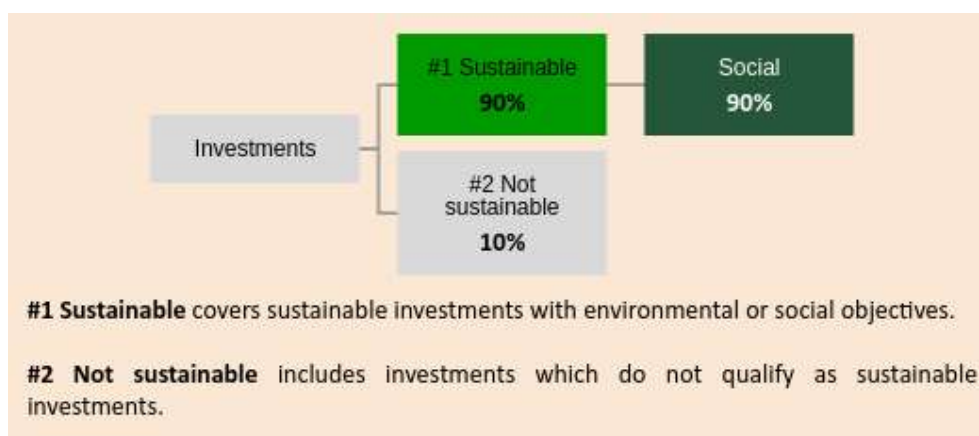 #1 Sustainable
90%
Social
90%
Investments
#2 Not
sustainable
10%
#1 Sustainable covers sustainable investments with environmental or social objectives.
#2 Not sustainable includes investments which do not qualify as sustainable
investments.